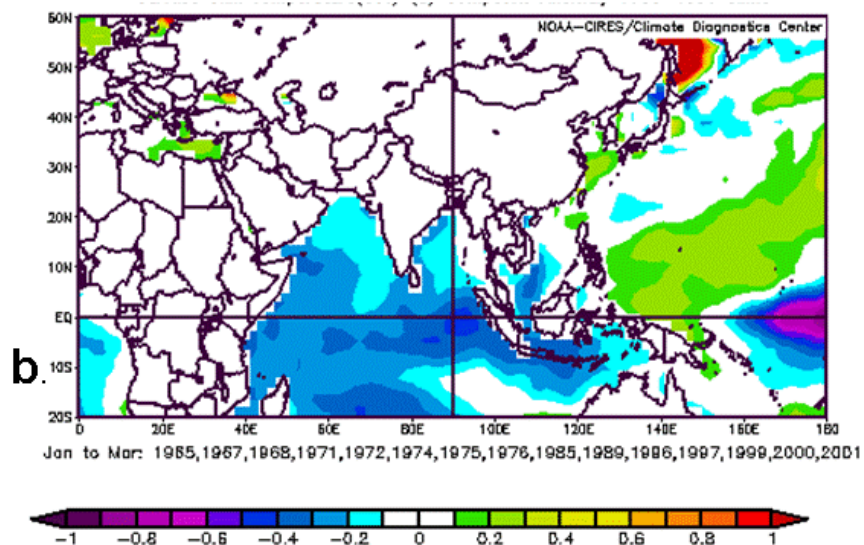 NOAA-CIRES/Climate Diagnostics Center
60N
50N
40N
30N
20N
10N
EQ
b.
10S
20S
0 20E 40E 60E 80E 100E 120E 140E 160E 180
Jan to Mar: 1965,1967,1968,1971,1972,1974,1975,1976,1985,1989,1996,1997,1999,2000,2001
-1 -0.8 -0.6 -0.4 -0.2 0 0.2 0.4 0.6 0.8 1